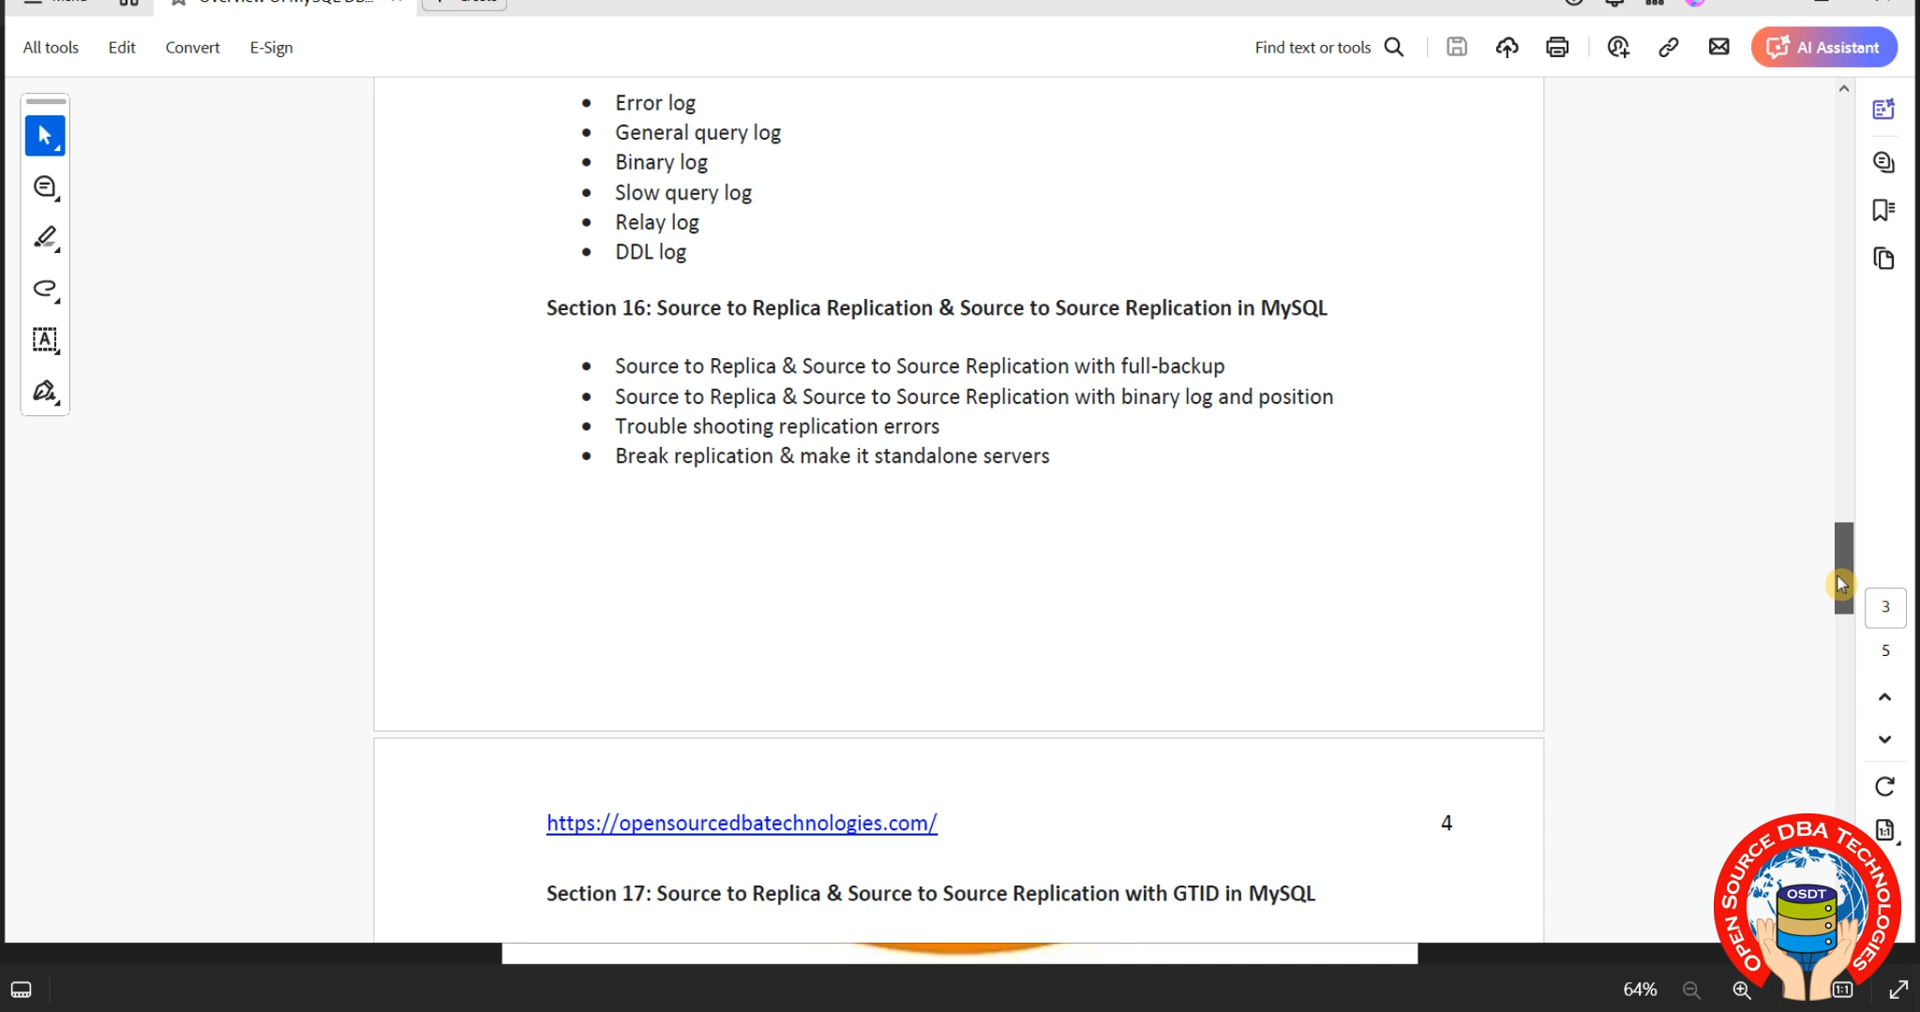 All tools Edit Convert E-Sign Find text or tools AI Assistant
• Error log
• General query log
• Binary log
• Slow query log
• Relay log
• DDL log
Section 16: Source to Replica Replication & Source to Source Replication in MySQL
• Source to Replica & Source to Source Replication with full-backup
• Source to Replica & Source to Source Replication with binary log and position
• Trouble shooting replication errors
• Break replication & make it standalone servers
3
5
https://opensourcedbatechnologies.com/ 4
Section 17: Source to Replica & Source to Source Replication with GTID in MySQL
OPEN SOURCE DBA TECHNOLOGIES
OSDT
64% 1:1